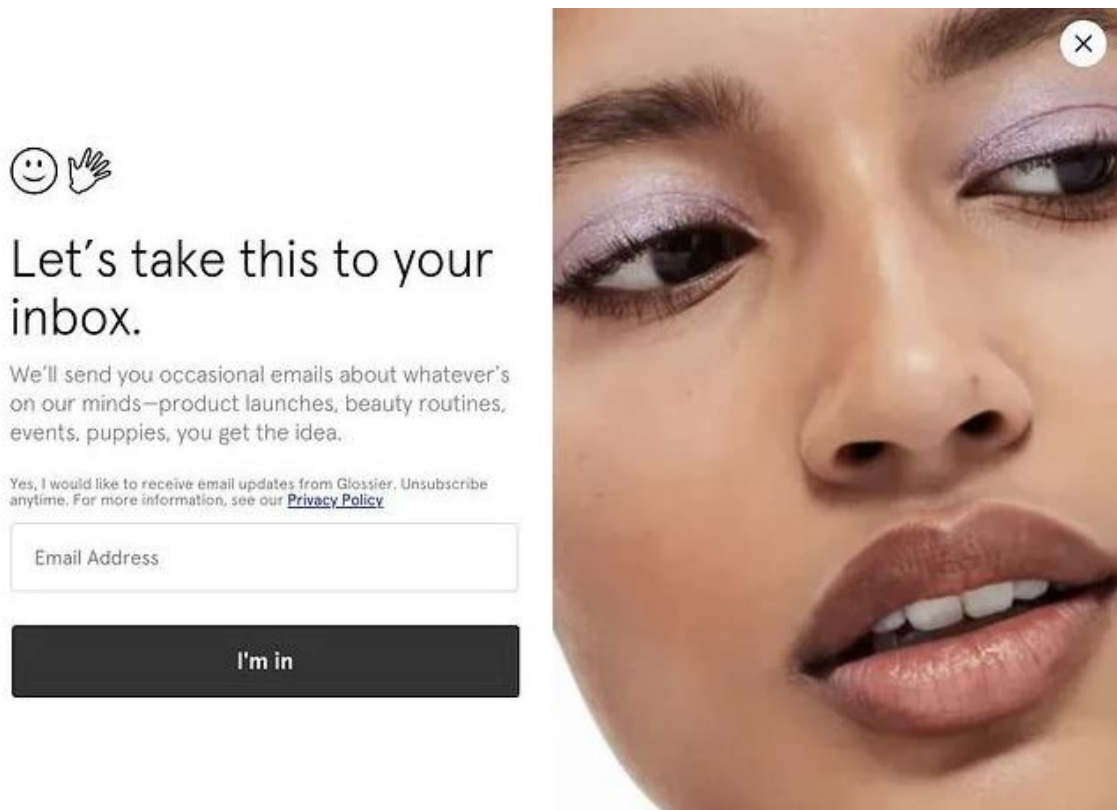 Let’s take this to your
inbox.
We’ll send you occasional emails about whatever’s
on our minds—product launches, beauty routines,
events, puppies, you get the idea.
Yes, I would like to receive email updates from Glossier. Unsubscribe
anytime. For more information, see our Privacy Policy
Email Address
I'm in